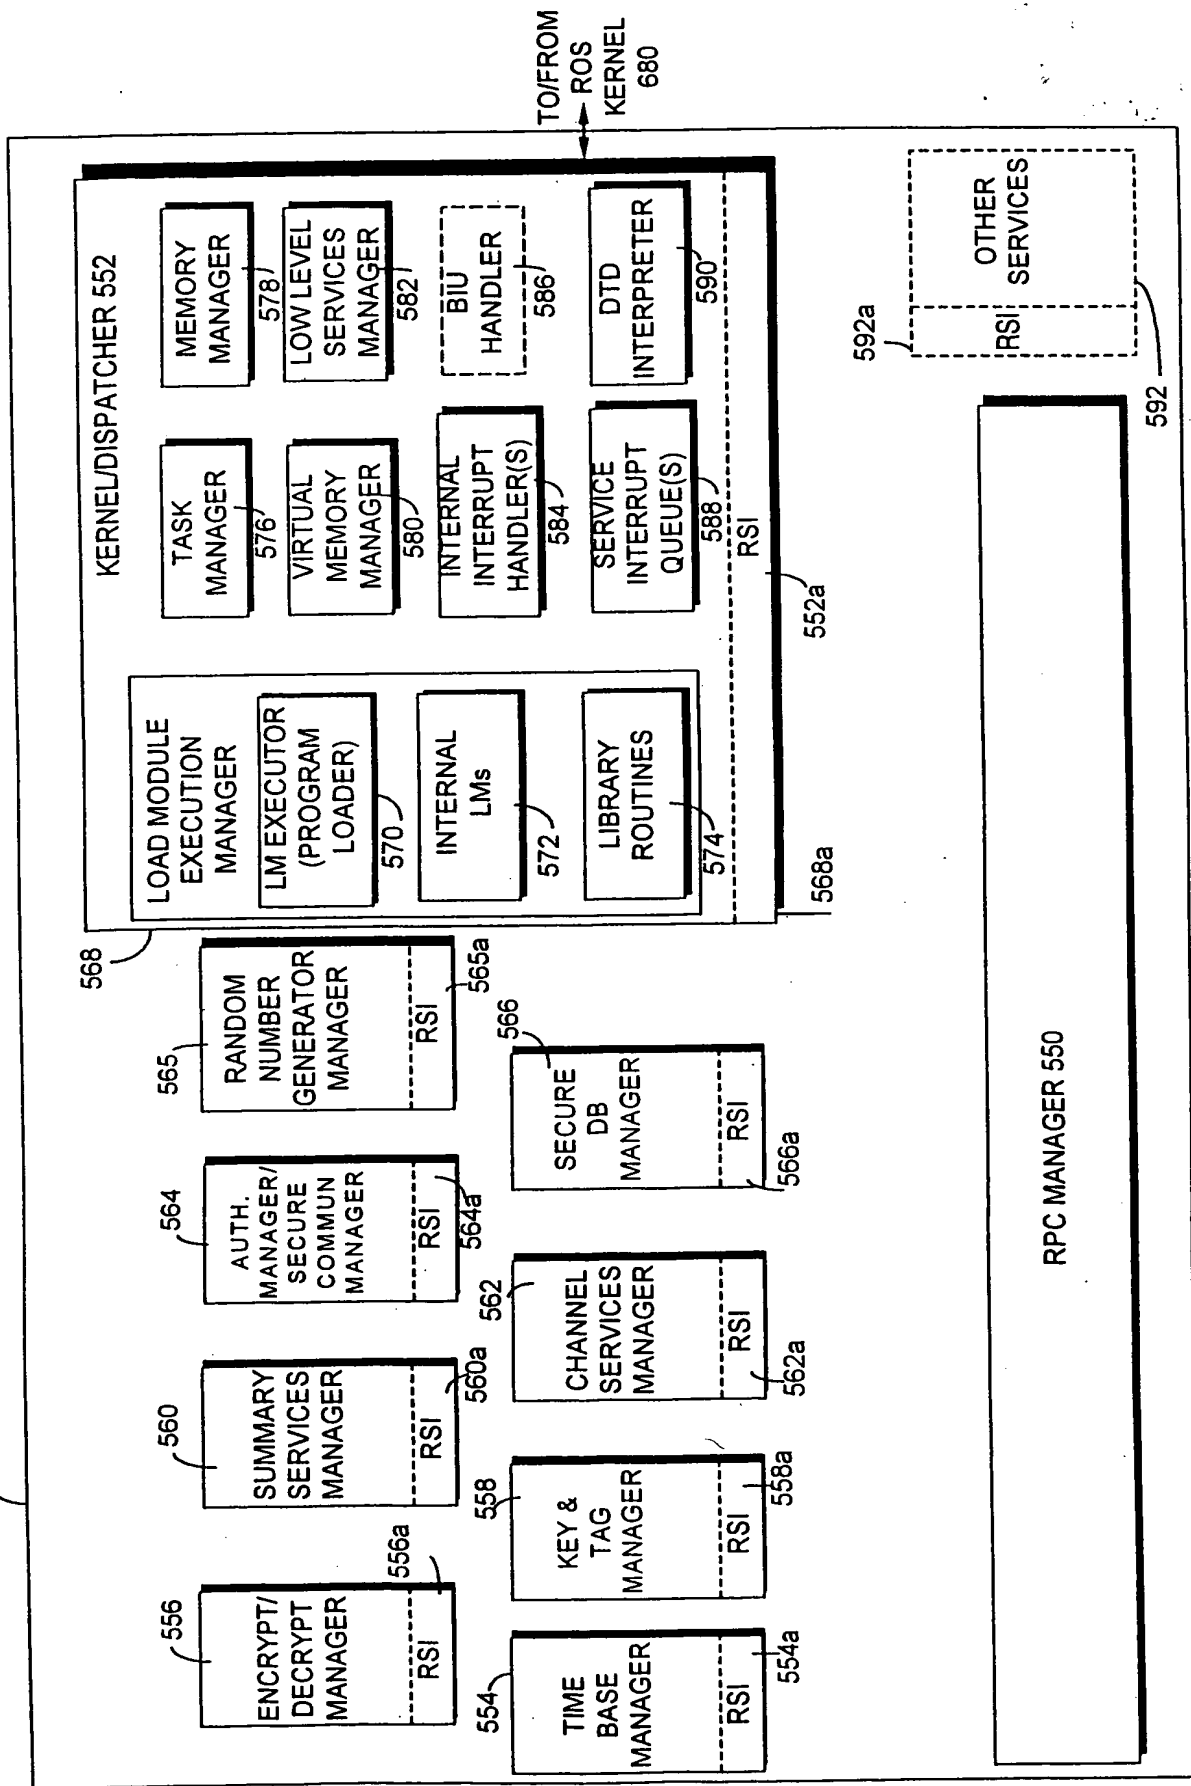 TO/FROM
ROS
KERNEL
680
KERNEL/DISPATCHER 552
568
LOAD MODULE
EXECUTION
MANAGER
LM EXECUTOR
(PROGRAM
LOADER)
570
INTERNAL
LMs
572
LIBRARY
ROUTINES
574
568a
TASK
MANAGER
576
MEMORY
MANAGER
578
VIRTUAL
MEMORY
MANAGER
580
LOW LEVEL
SERVICES
MANAGER
582
INTERNAL
INTERRUPT
HANDLER(S)
584
BIU
HANDLER
586
SERVICE
INTERRUPT
QUEUE(S)
588
DTD
INTERPRETER
590
RSI
552a
556
ENCRYPT/
DECRYPT
MANAGER
RSI
556a
560
SUMMARY
SERVICES
MANAGER
RSI
560a
564
AUTH.
MANAGER/
SECURE
COMMUN
MANAGER
RSI
564a
565
RANDOM
NUMBER
GENERATOR
MANAGER
RSI
565a
554
TIME
BASE
MANAGER
RSI
554a
558
KEY &
TAG
MANAGER
RSI
558a
562
CHANNEL
SERVICES
MANAGER
RSI
562a
566
SECURE
DB
MANAGER
RSI
566a
592a
RSI
OTHER
SERVICES
592
RPC MANAGER 550